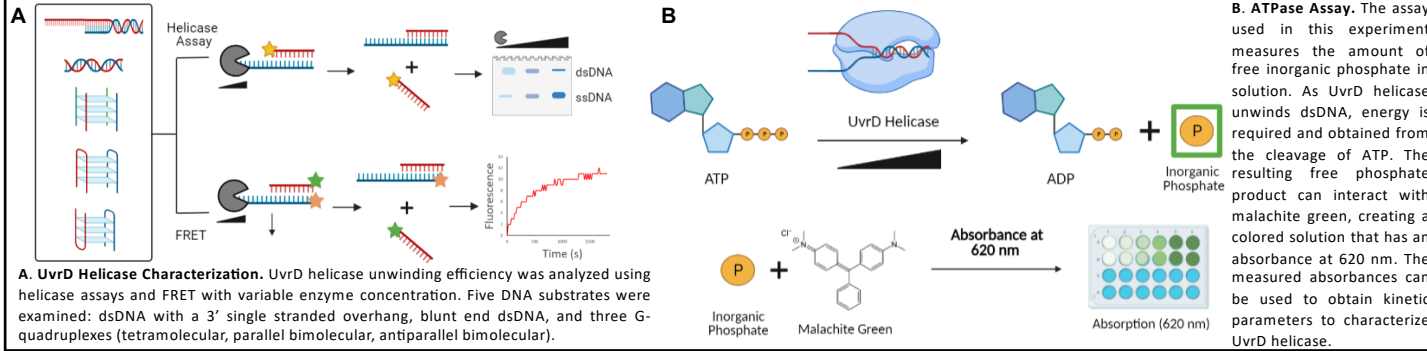 A
Helicase
Assay
dsDNA
ssDNA
FRET
Fluorescence
Time (s)
A. UvrD Helicase Characterization. UvrD helicase unwinding efficiency was analyzed using
helicase assays and FRET with variable enzyme concentration. Five DNA substrates were
examined: dsDNA with a 3’ single stranded overhang, blunt end dsDNA, and three G-
quadruplexes (tetramolecular, parallel bimolecular, antiparallel bimolecular).
B
P P P
ATP
UvrD Helicase
P P
ADP
+
P
Inorganic
Phosphate
P
+
Inorganic
Phosphate
Cl-
N
N
Malachite Green
Absorbance at
620 nm
Absorption (620 nm)
B. ATPase Assay. The assay
used in this experiment
measures the amount of
free inorganic phosphate in
solution. As UvrD helicase
unwinds dsDNA, energy is
required and obtained from
the cleavage of ATP. The
resulting free phosphate
product can interact with
malachite green, creating a
colored solution that has an
absorbance at 620 nm. The
measured absorbances can
be used to obtain kinetic
parameters to characterize
UvrD helicase.